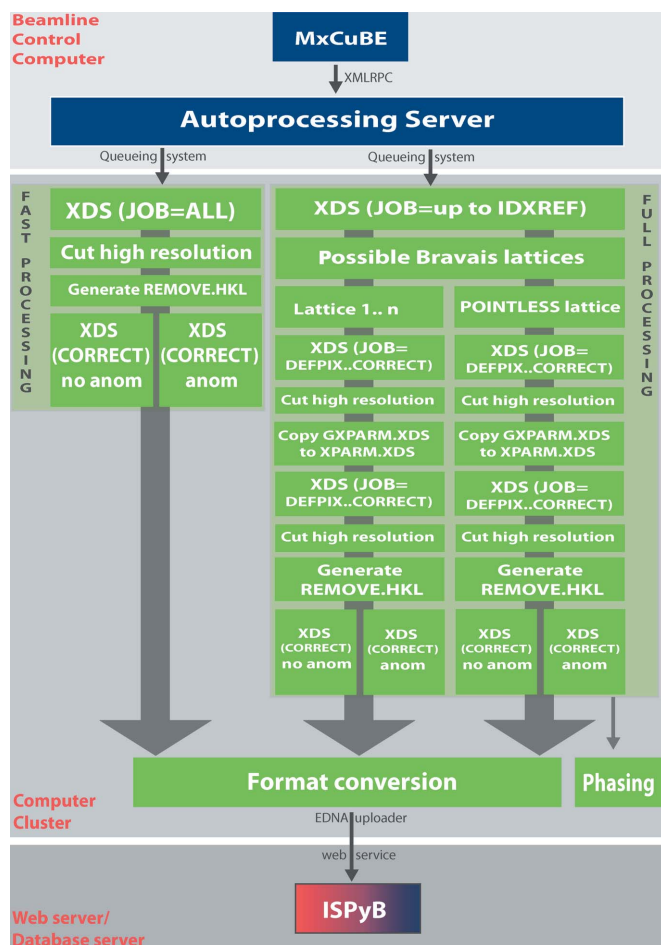 Beamline
Control
Computer
MxCuBE
XMLRPC
Autoprocessing Server
Queueing system
Queueing system
FAST PROCESSING
XDS (JOB=ALL)
Cut high resolution
Generate REMOVE.HKL
XDS
(CORRECT)
no anom
XDS
(CORRECT)
anom
XDS (JOB=up to IDXREF)
Possible Bravais lattices
Lattice 1.. n
XDS (JOB=
DEFPIX..CORRECT)
Cut high resolution
Copy GXPARM.XDS
to XPARM.XDS
XDS (JOB=
DEFPIX..CORRECT)
Cut high resolution
Generate
REMOVE.HKL
XDS
(CORRECT)
no anom
XDS
(CORRECT)
anom
POINTLESS lattice
XDS (JOB=
DEFPIX..CORRECT)
Cut high resolution
Copy GXPARM.XDS
to XPARM.XDS
XDS (JOB=
DEFPIX..CORRECT)
Cut high resolution
Generate
REMOVE.HKL
XDS
(CORRECT)
no anom
XDS
(CORRECT)
anom
FULL PROCESSING
Format conversion
Phasing
Computer
Cluster
EDNA uploader
web service
ISPyB
Web server/
Database server